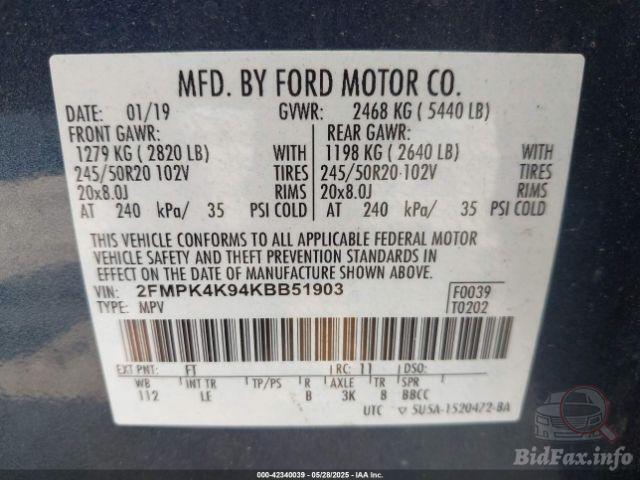 MFD. BY FORD MOTOR CO.
DATE: 01/19 GVWR: 2468 KG ( 5440 LB)
FRONT GAWR: REAR GAWR:
1279 KG ( 2820 LB) WITH 1198 KG ( 2640 LB) WITH
245/50R20 102V TIRES 245/50R20 102V TIRES
20x8.0J RIMS 20x8.0J RIMS
AT 240 kPa/ 35 PSI COLD AT 240 kPa/ 35 PSI COLD
THIS VEHICLE CONFORMS TO ALL APPLICABLE FEDERAL MOTOR
VEHICLE SAFETY AND THEFT PREVENTION STANDARDS IN
EFFECT ON THE DATE OF MANUFACTURE SHOWN ABOVE.
VIN: 2FMPK4K94KBB51903 F0039
TYPE: MPV T0202
EXT PNT: FT RC: 11 DSO:
WB INT TR TP/PS R AXLE TR SPR
112 LE B 3K 8 BBCC
UTC ▽ 5U5A-1520472-BA
BidFax.info
000-42340039 - 05/28/2025 - IAA Inc.